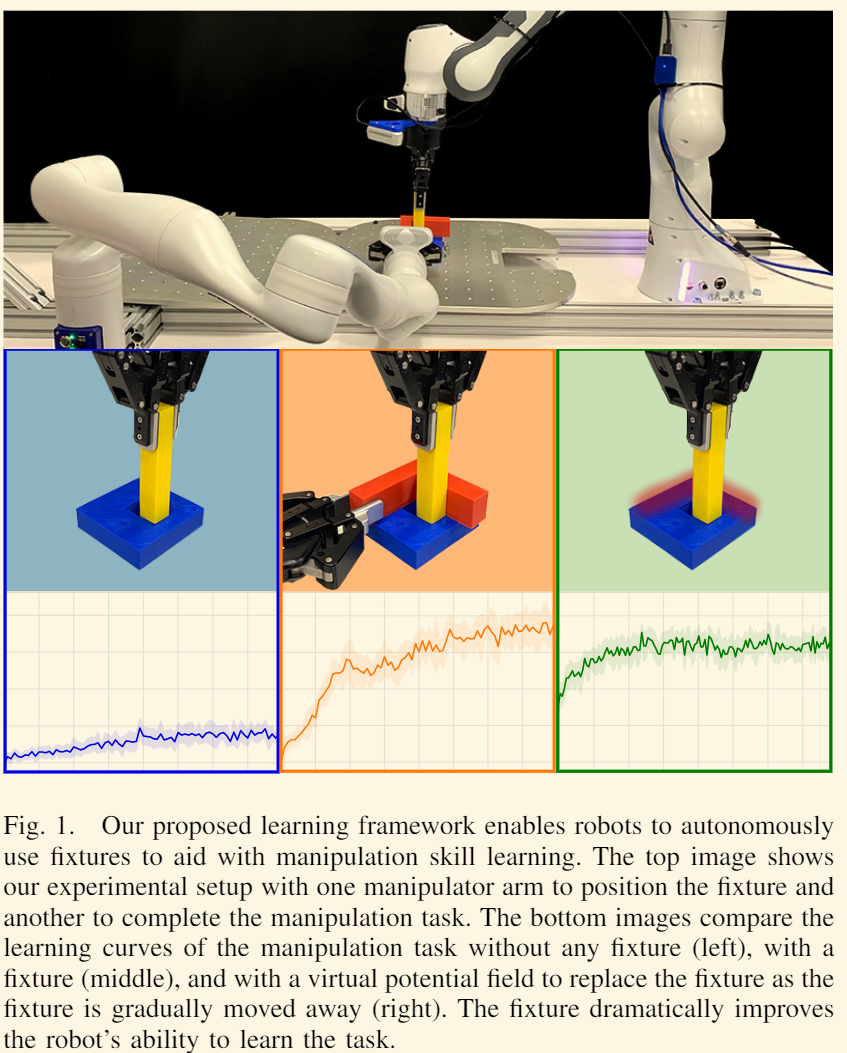 Fig. 1. Our proposed learning framework enables robots to autonomously
use fixtures to aid with manipulation skill learning. The top image shows
our experimental setup with one manipulator arm to position the fixture and
another to complete the manipulation task. The bottom images compare the
learning curves of the manipulation task without any fixture (left), with a
fixture (middle), and with a virtual potential field to replace the fixture as the
fixture is gradually moved away (right). The fixture dramatically improves
the robot's ability to learn the task.